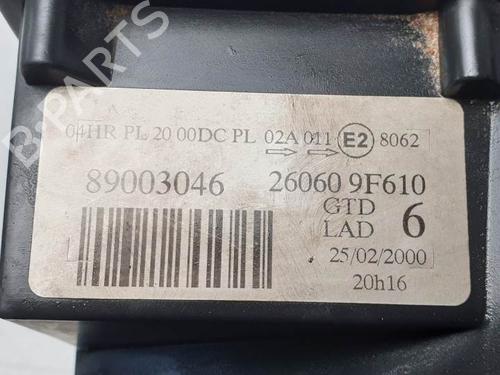 B-PARTS
04HR PL 20 00DC PL 02A 011 E2 8062
89003046 26060 9F610
GTD
LAD 6
25/02/2000
20h16